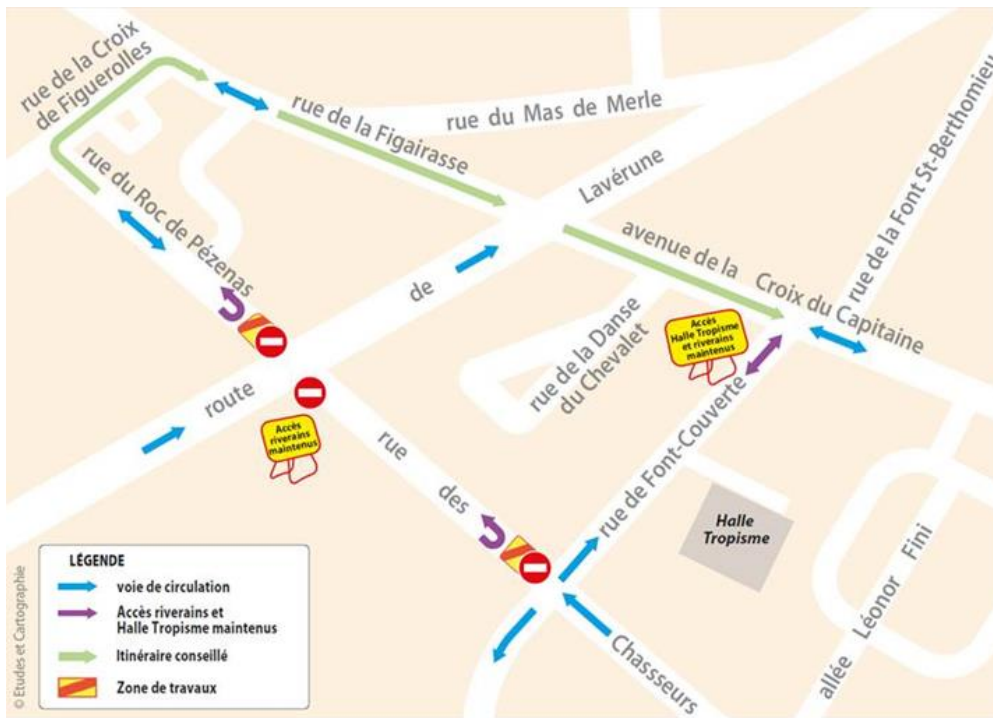 rue de la Croix
de Figuerolles
rue de la Figairasse
rue du Mas de Merle
rue de la Font St-Berthomieu
rue du Roc de Pézenas
route de Lavérune
avenue de la Croix du Capitaine
rue de la Danse
du Chevalet
Accès
Halle Tropisme
et riverains
maintenus
Accès
riverains
maintenus
rue des Chassseurs
rue de Font-Couverte
Halle
Tropisme
allée Léonor Fini
LÉGENDE
voie de circulation
Accès riverains et
Halle Tropisme maintenus
Itinéraire conseillé
Zone de travaux
© Etudes et Cartographie